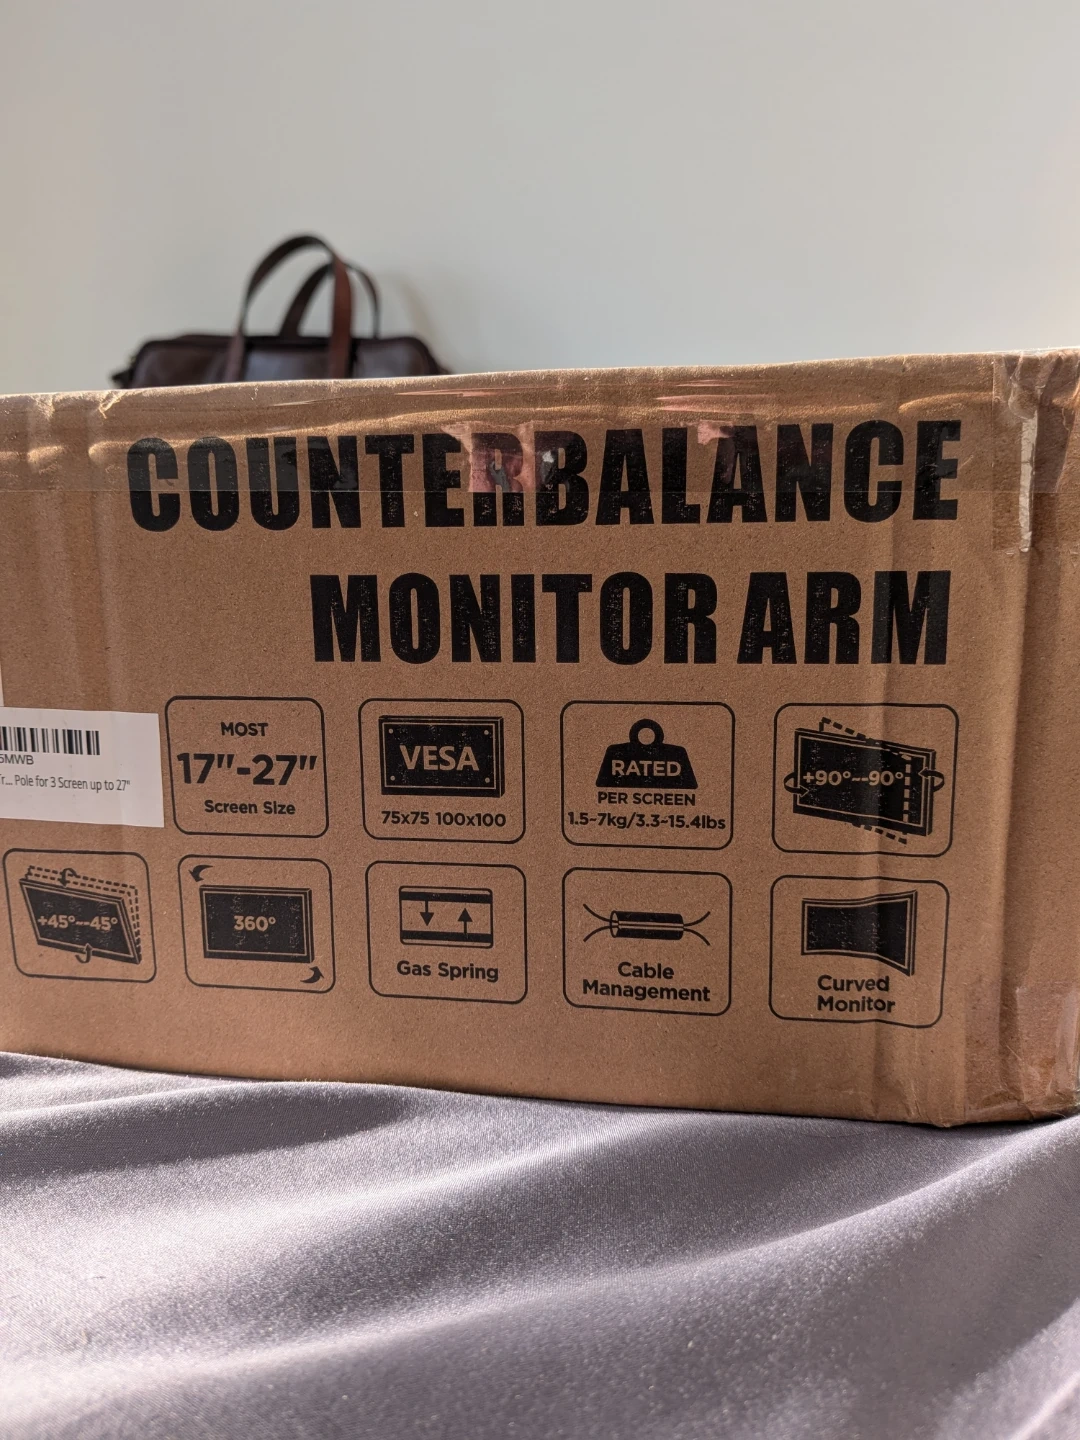 COUNTERBALANCE
MONITOR ARM
MOST
17"-27"
Screen Size
VESA
75x75 100x100
RATED
PER SCREEN
1.5~7kg/3.3~15.4lbs
+90°~-90°
5MWB
Tr... Pole for 3 Screen up to 27"
+45°~-45°
360°
Gas Spring
Cable
Management
Curved
Monitor